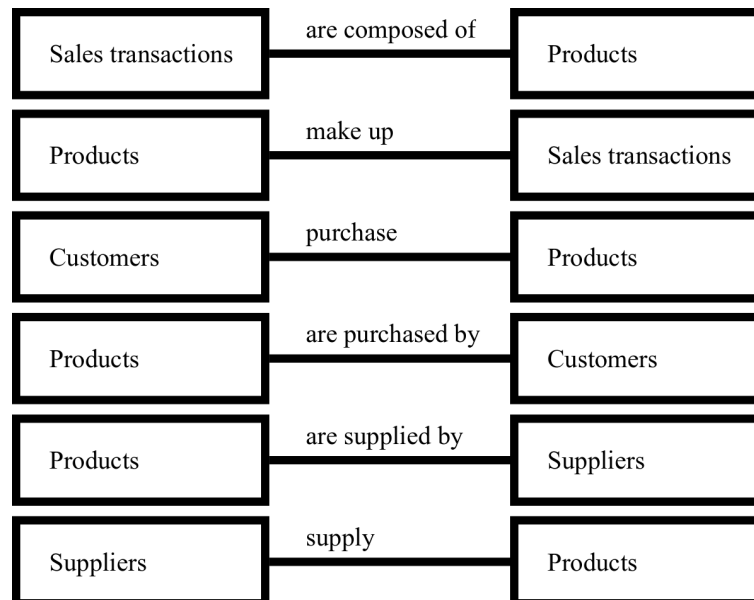 Sales transactions are composed of Products
Products make up Sales transactions
Customers purchase Products
Products are purchased by Customers
Products are supplied by Suppliers
Suppliers supply Products